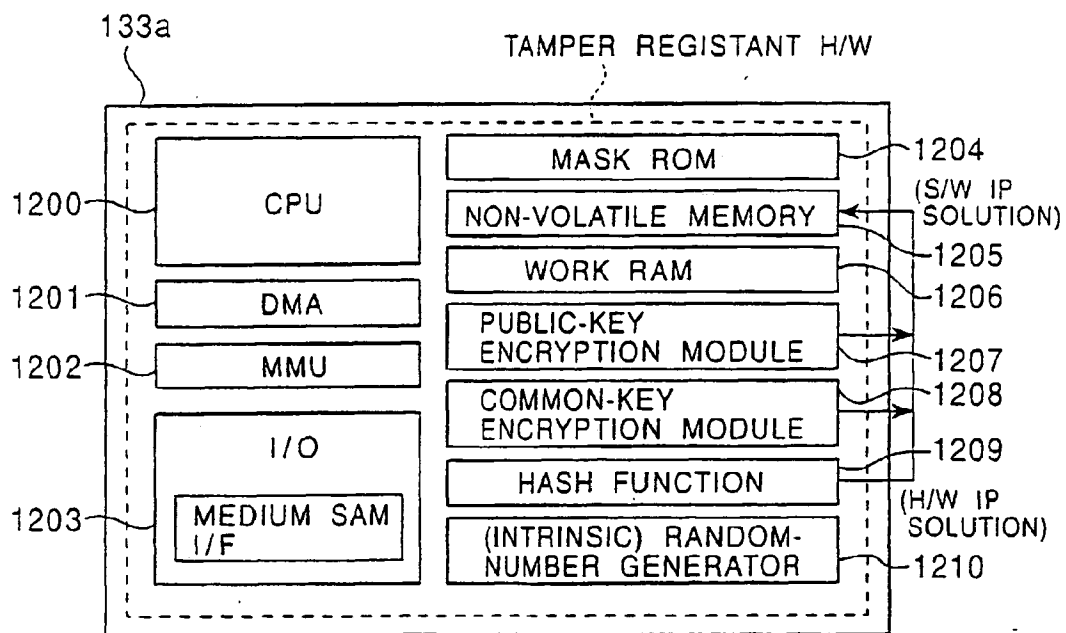 133a
TAMPER REGISTANT H/W
CPU
1200
DMA
1201
MMU
1202
I/O
MEDIUM SAM
I/F
1203
MASK ROM
1204
(S/W IP
SOLUTION)
NON-VOLATILE MEMORY
1205
WORK RAM
1206
PUBLIC-KEY
ENCRYPTION MODULE
1207
COMMON-KEY
ENCRYPTION MODULE
1208
HASH FUNCTION
1209
(H/W IP
SOLUTION)
(INTRINSIC) RANDOM-
NUMBER GENERATOR
1210